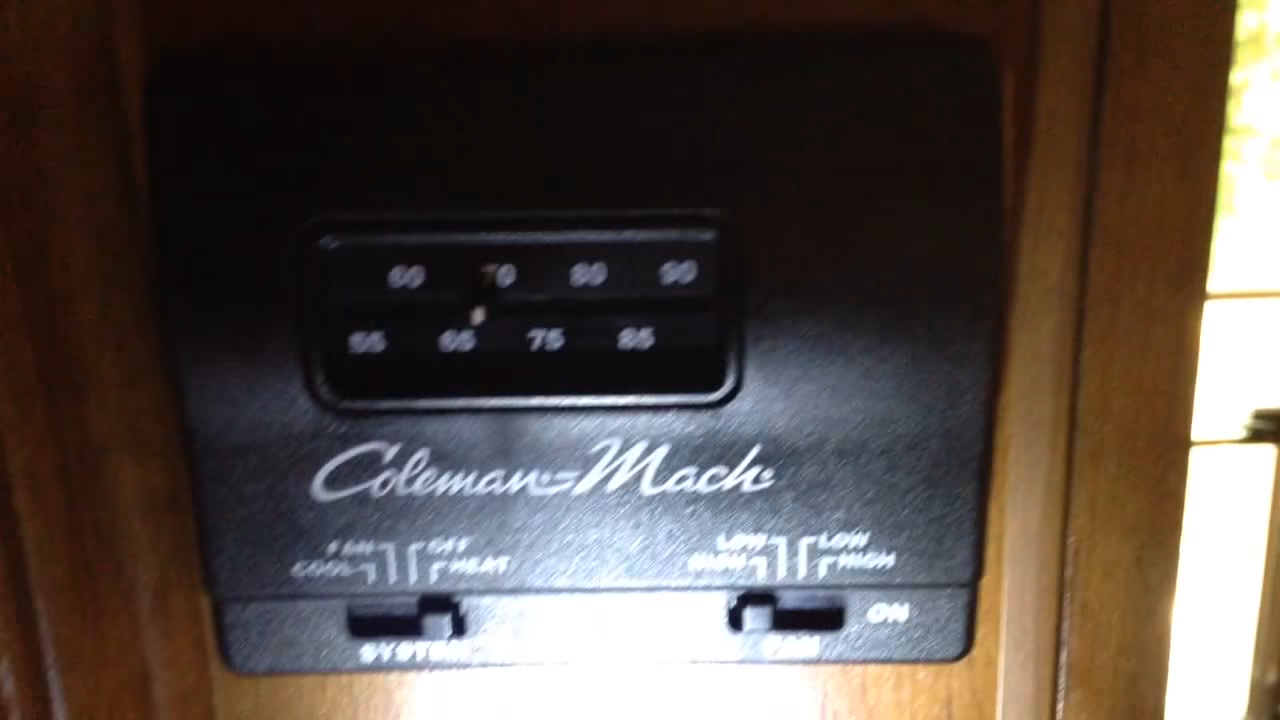 60 70 80 90
55 65 75 85
Coleman-Mach
FAN OFF LOW LOW
COOL HEAT HIGH HIGH
ON
SYSTEM FAN